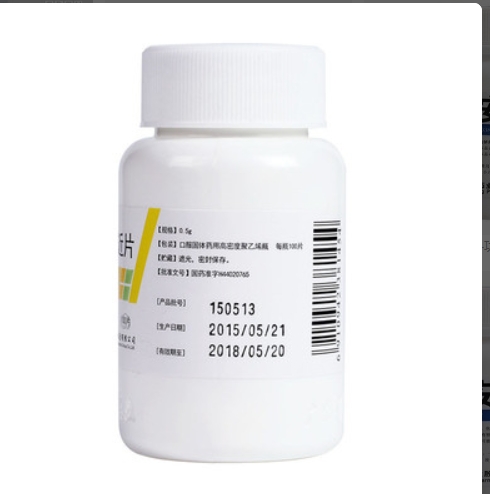 片
【规格】0.5g
【包装】口服固体药用高密度聚乙烯瓶 每瓶100片
【贮藏】遮光，密封保存。
【批准文号】国药准字H44020765
【产品批号】 150513
【生产日期】 2015/05/21
【有效期至】 2018/05/20